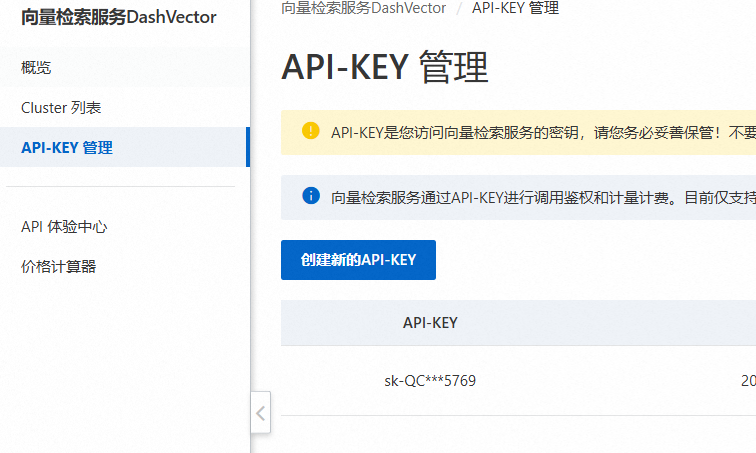 向量检索服务DashVector
概览
Cluster 列表
API-KEY 管理
API 体验中心
价格计算器
向量检索服务DashVector / API-KEY 管理
API-KEY 管理
API-KEY是您访问向量检索服务的密钥，请您务必妥善保管！不要
向量检索服务通过API-KEY进行调用鉴权和计量计费。目前仅支持
创建新的API-KEY
API-KEY
sk-QC***5769
20